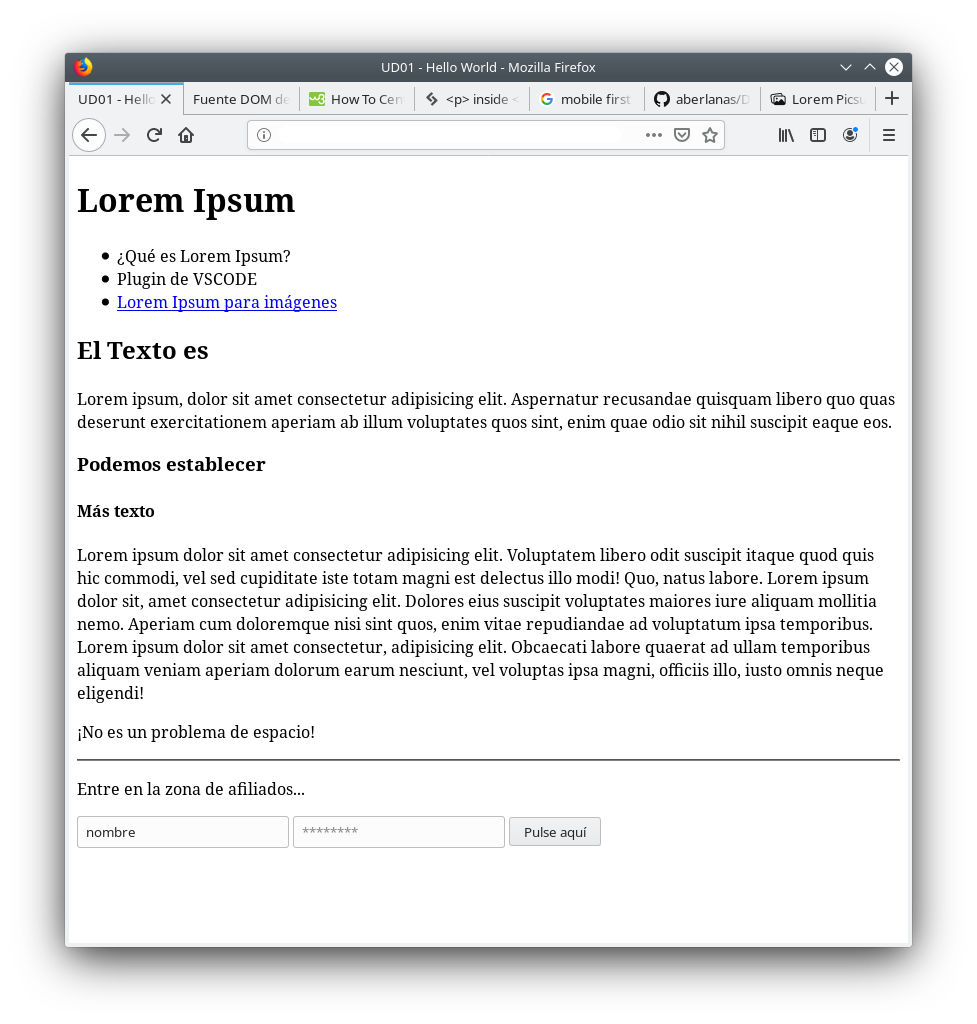 UD01 - Hello World - Mozilla Firefox
UD01 - Hello
Fuente DOM de
How To Cen
<p> inside <
mobile first
aberlanas/D
Lorem Picsu
Lorem Ipsum
¿Qué es Lorem Ipsum?
Plugin de VSCODE
Lorem Ipsum para imágenes
El Texto es
Lorem ipsum, dolor sit amet consectetur adipisicing elit. Aspernatur recusandae quisquam libero quo quas
deserunt exercitationem aperiam ab illum voluptates quos sint, enim quae odio sit nihil suscipit eaque eos.
Podemos establecer
Más texto
Lorem ipsum dolor sit amet consectetur adipisicing elit. Voluptatem libero odit suscipit itaque quod quis
hic commodi, vel sed cupiditate iste totam magni est delectus illo modi! Quo, natus labore. Lorem ipsum
dolor sit, amet consectetur adipisicing elit. Dolores eius suscipit voluptates maiores iure aliquam mollitia
nemo. Aperiam cum doloremque nisi sint quos, enim vitae repudiandae ad voluptatum ipsa temporibus.
Lorem ipsum dolor sit amet consectetur, adipisicing elit. Obcaecati labore quaerat ad ullam temporibus
aliquam veniam aperiam dolorum earum nesciunt, vel voluptas ipsa magni, officiis illo, iusto omnis neque
eligendi!
¡No es un problema de espacio!
Entre en la zona de afiliados...
nombre ******** Pulse aquí